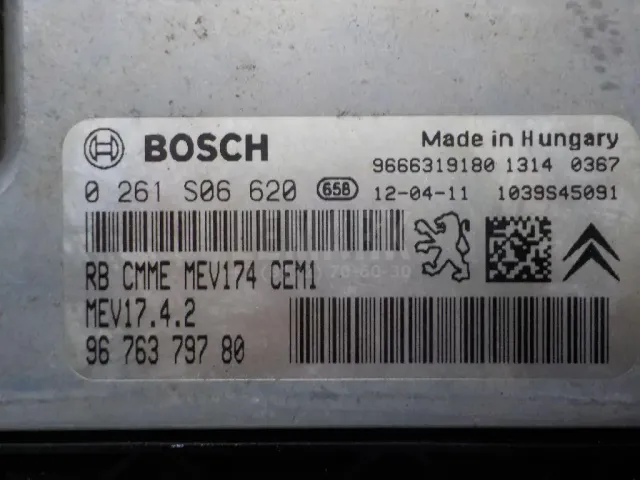 BOSCH
Made in Hungary
9666319180 1314 0367
0 261 S06 620 658 12-04-11 1039S45091
RB CMME MEV174 CEM1
MEV17.4.2
96 763 797 80